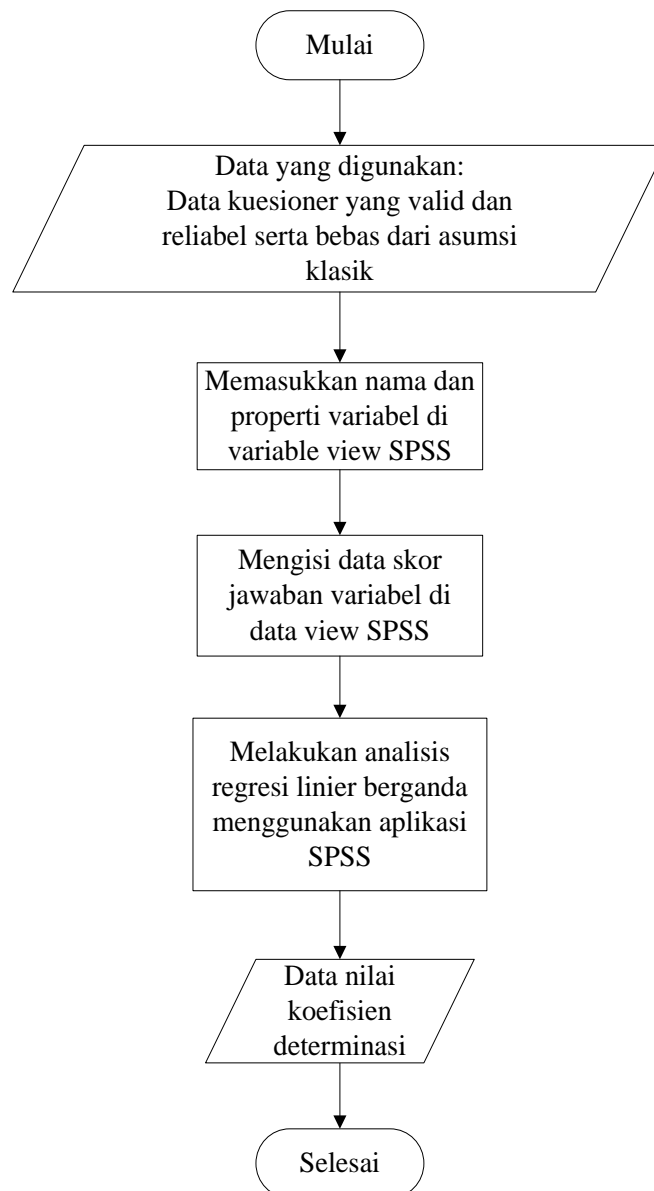 Mulai
Data yang digunakan:
Data kuesioner yang valid dan
reliabel serta bebas dari asumsi
klasik
Memasukkan nama dan
properti variabel di
variable view SPSS
Mengisi data skor
jawaban variabel di
data view SPSS
Melakukan analisis
regresi linier berganda
menggunakan aplikasi
SPSS
Data nilai
koefisien
determinasi
Selesai